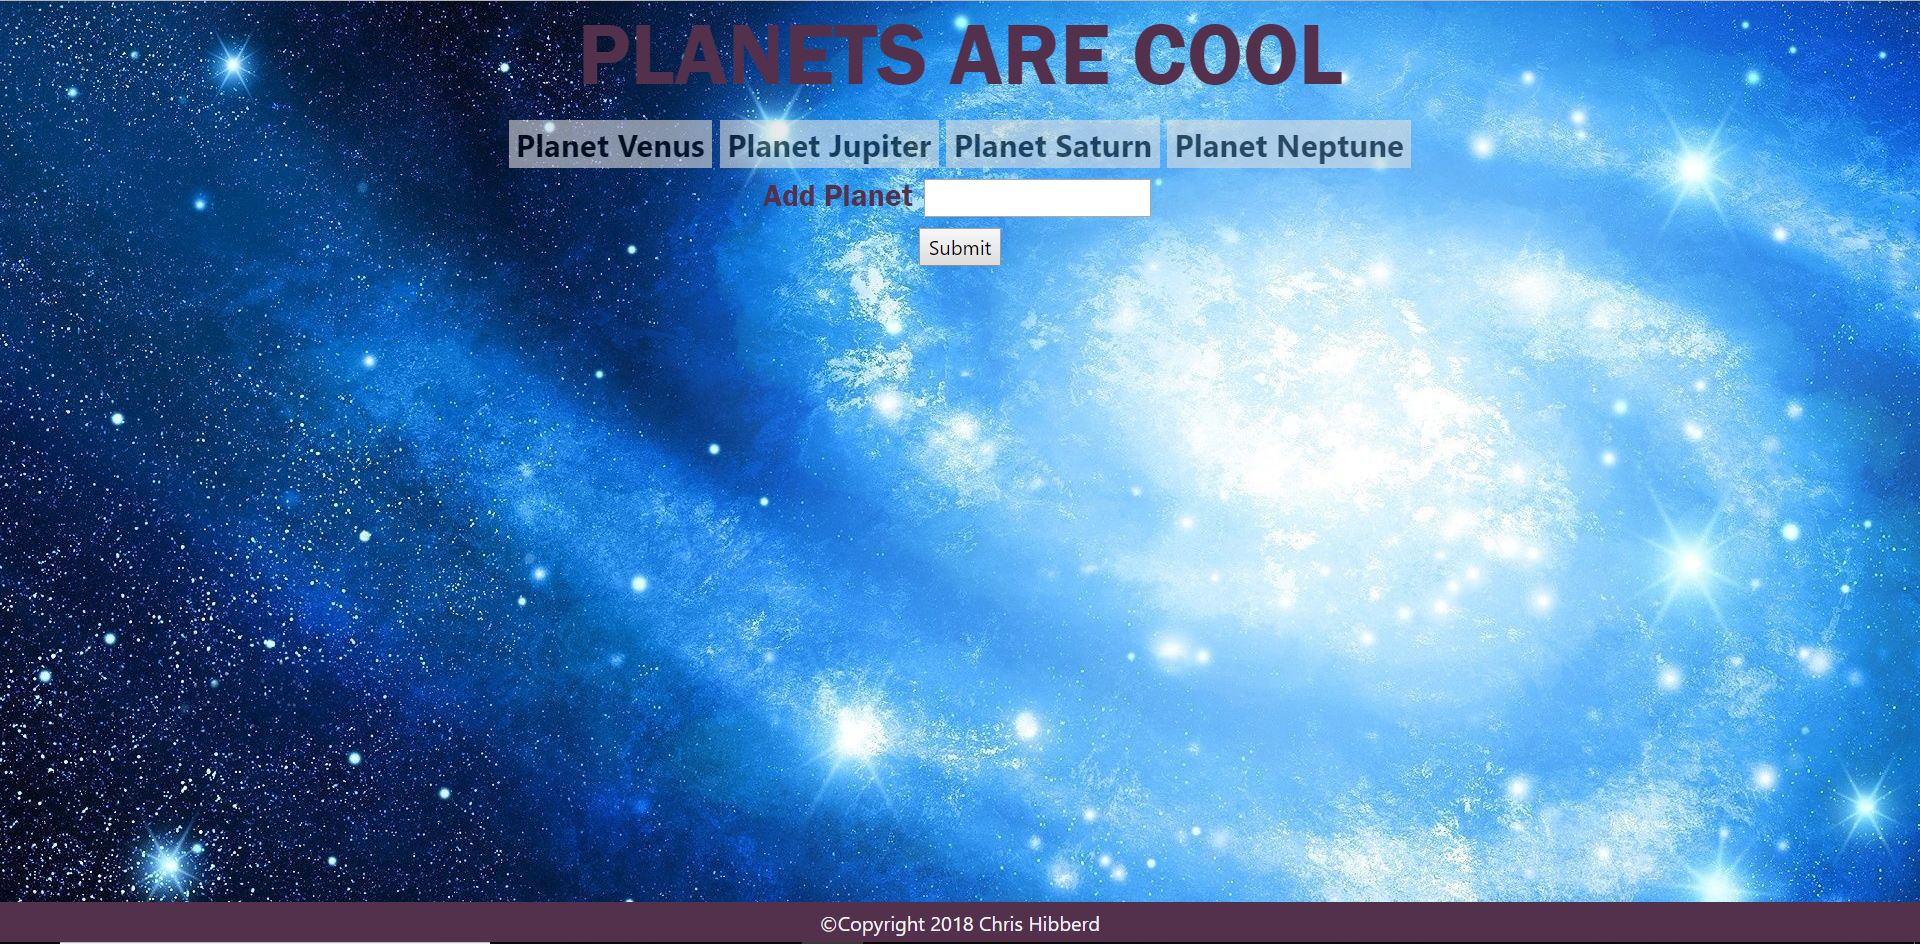 PLANETS ARE COOL
Planet Venus Planet Jupiter Planet Saturn Planet Neptune
Add Planet
Submit
©Copyright 2018 Chris Hibberd